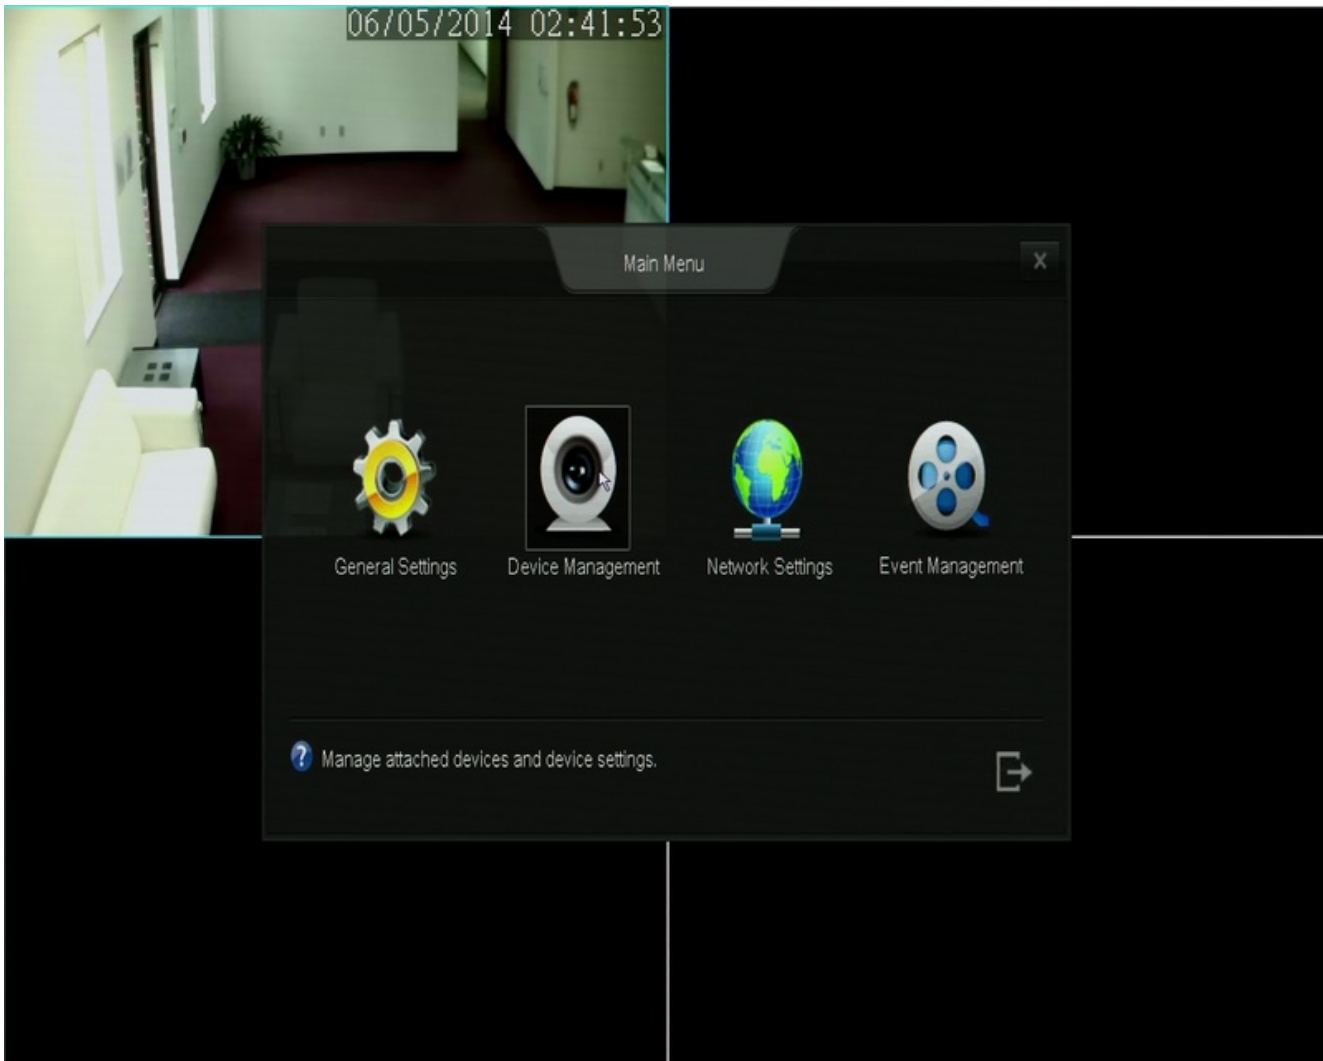 06/05/2014 02:41:53
Main Menu
X
General Settings
Device Management
Network Settings
Event Management
?
Manage attached devices and device settings.